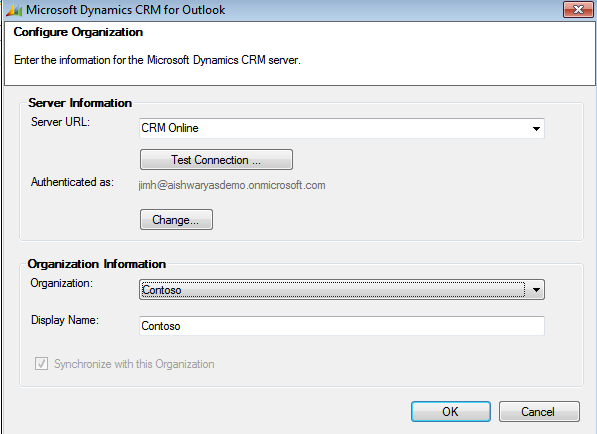 Microsoft Dynamics CRM for Outlook
Configure Organization
Enter the information for the Microsoft Dynamics CRM server.
Server Information
Server URL:
CRM Online
Test Connection ...
Authenticated as:
jimh@aishwaryasdemo.onmicrosoft.com
Change...
Organization Information
Organization:
Contoso
Display Name:
Contoso
Synchronize with this Organization
OK
Cancel